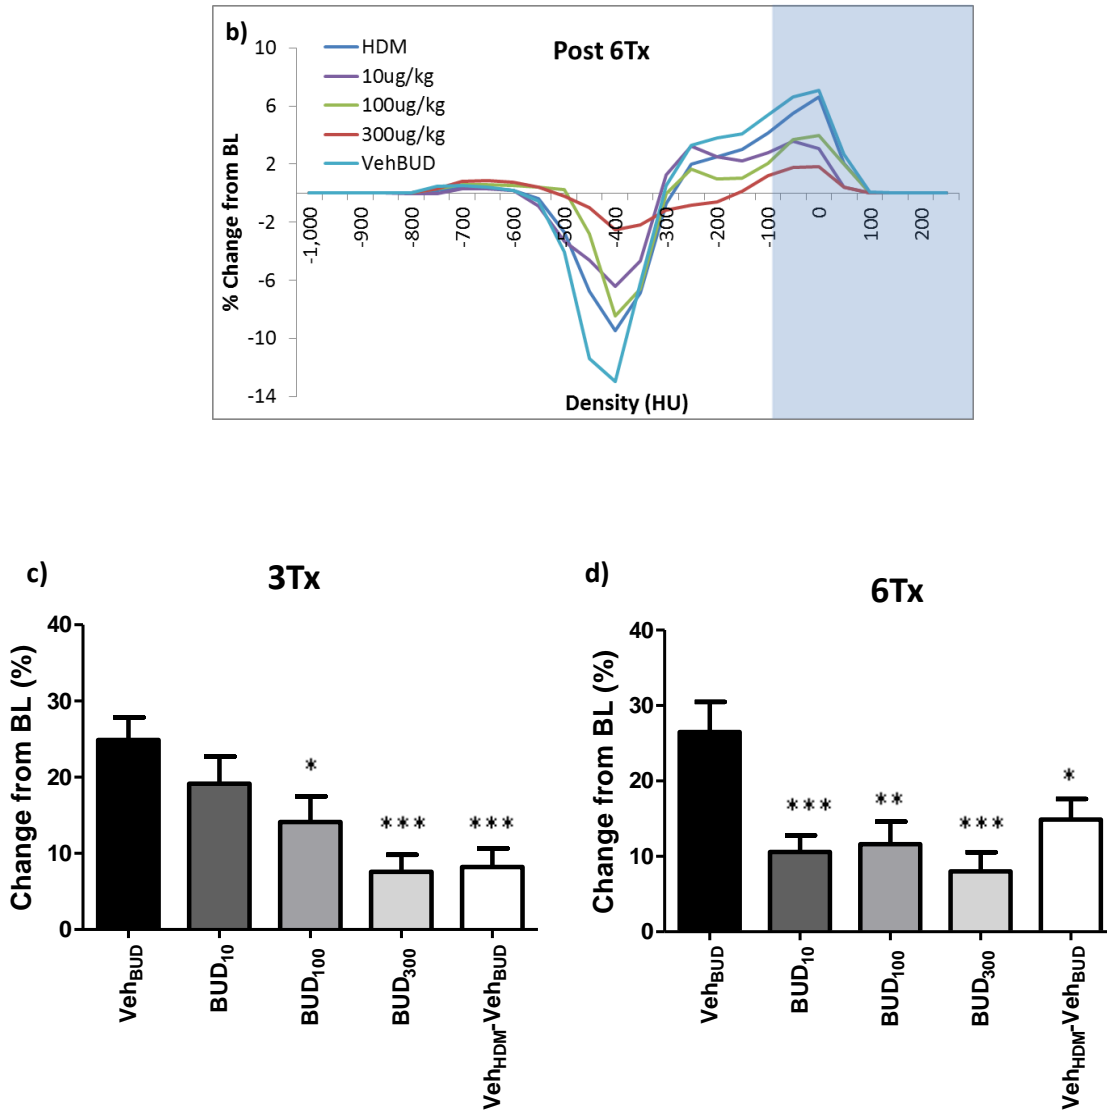 b)
Post 6Tx
HDM
10ug/kg
100ug/kg
300ug/kg
VehBUD
% Change from BL
10
6
2
-2
-6
-10
-14
-1,000
-900
-800
-700
-600
-500
-400
-300
-200
-100
0
100
200
Density (HU)
c)
3Tx
Change from BL (%)
40
30
20
10
0
*
***
***
VehBUD
BUD10
BUD100
BUD300
VehHDM-VehBUD
d)
6Tx
Change from BL (%)
40
30
20
10
0
***
**
***
*
VehBUD
BUD10
BUD100
BUD300
VehHDM-VehBUD